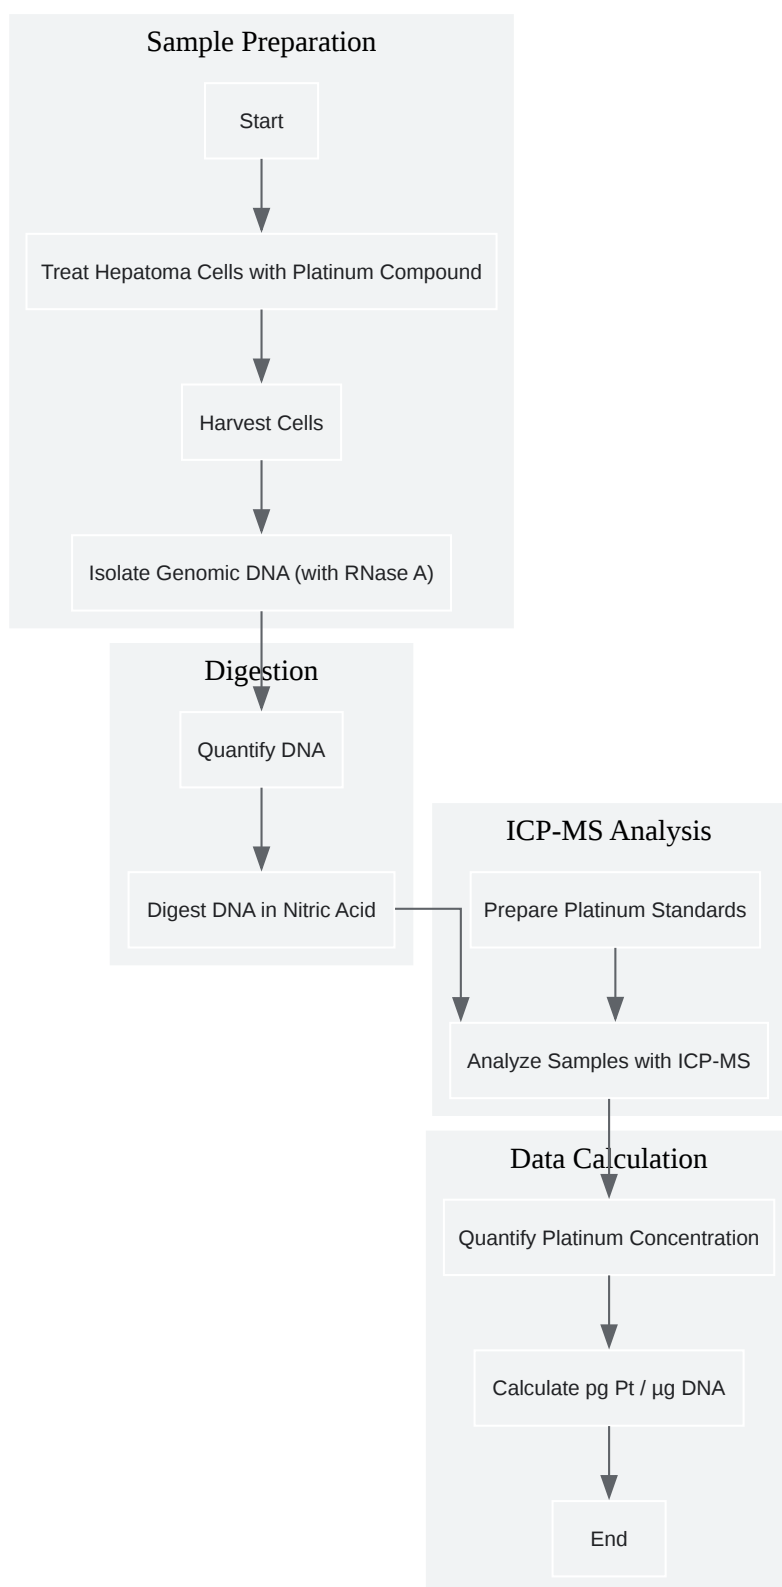 Sample Preparation
Start
Treat Hepatoma Cells with Platinum Compound
Harvest Cells
Isolate Genomic DNA (with RNase A)
Digestion
Quantify DNA
Digest DNA in Nitric Acid
ICP-MS Analysis
Prepare Platinum Standards
Analyze Samples with ICP-MS
Data Calculation
Quantify Platinum Concentration
Calculate pg Pt / µg DNA
End